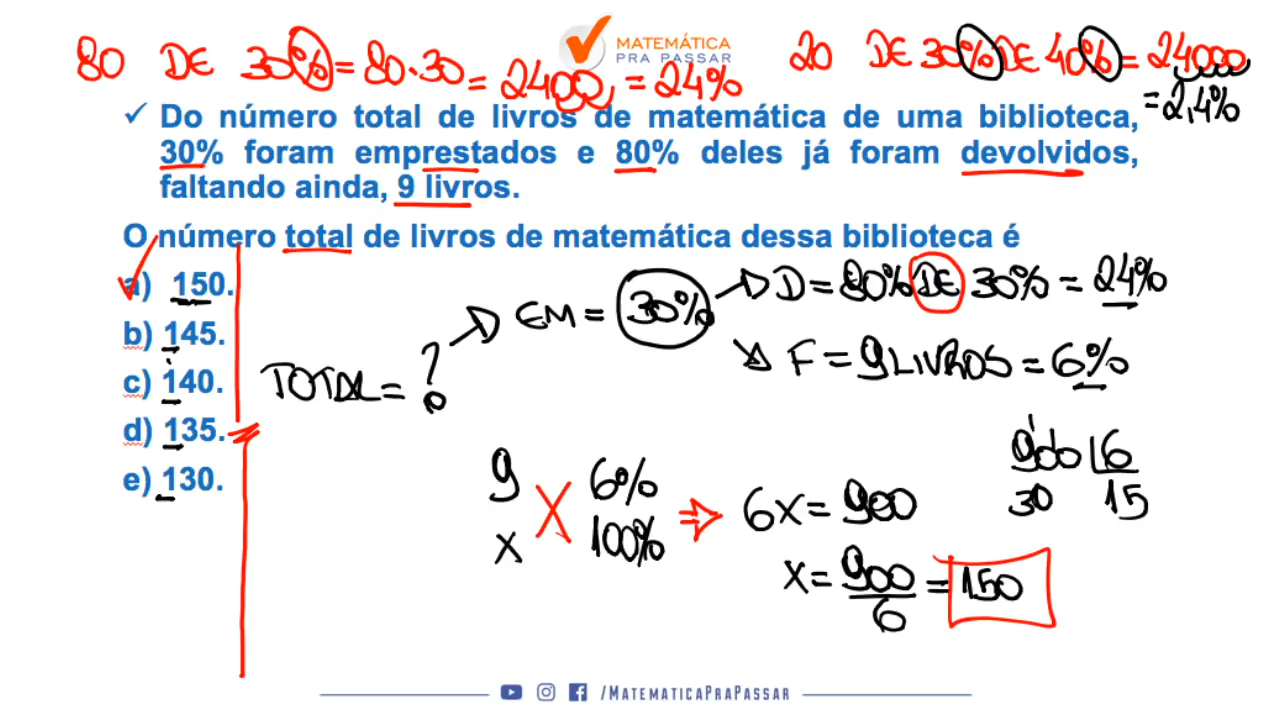 MATEMÁTICA
PRA PASSAR
80 DE 30% = 80.30 = 2400 = 24%
20 DE 30% DE 40% = 24000
= 2,4%
✓ Do número total de livros de matemática de uma biblioteca,
30% foram emprestados e 80% deles já foram devolvidos,
faltando ainda, 9 livros.
O número total de livros de matemática dessa biblioteca é
a) 150.
b) 145.
c) 140.
d) 135.
e) 130.
TOTAL = ?
EM = 30%
D = 80% DE 30% = 24%
F = 9 LIVROS = 6%
9 6%
x 100%
6x = 900
x = 900/6 = 150
900 6
30 15
/MATEMATICAPRAPASSAR